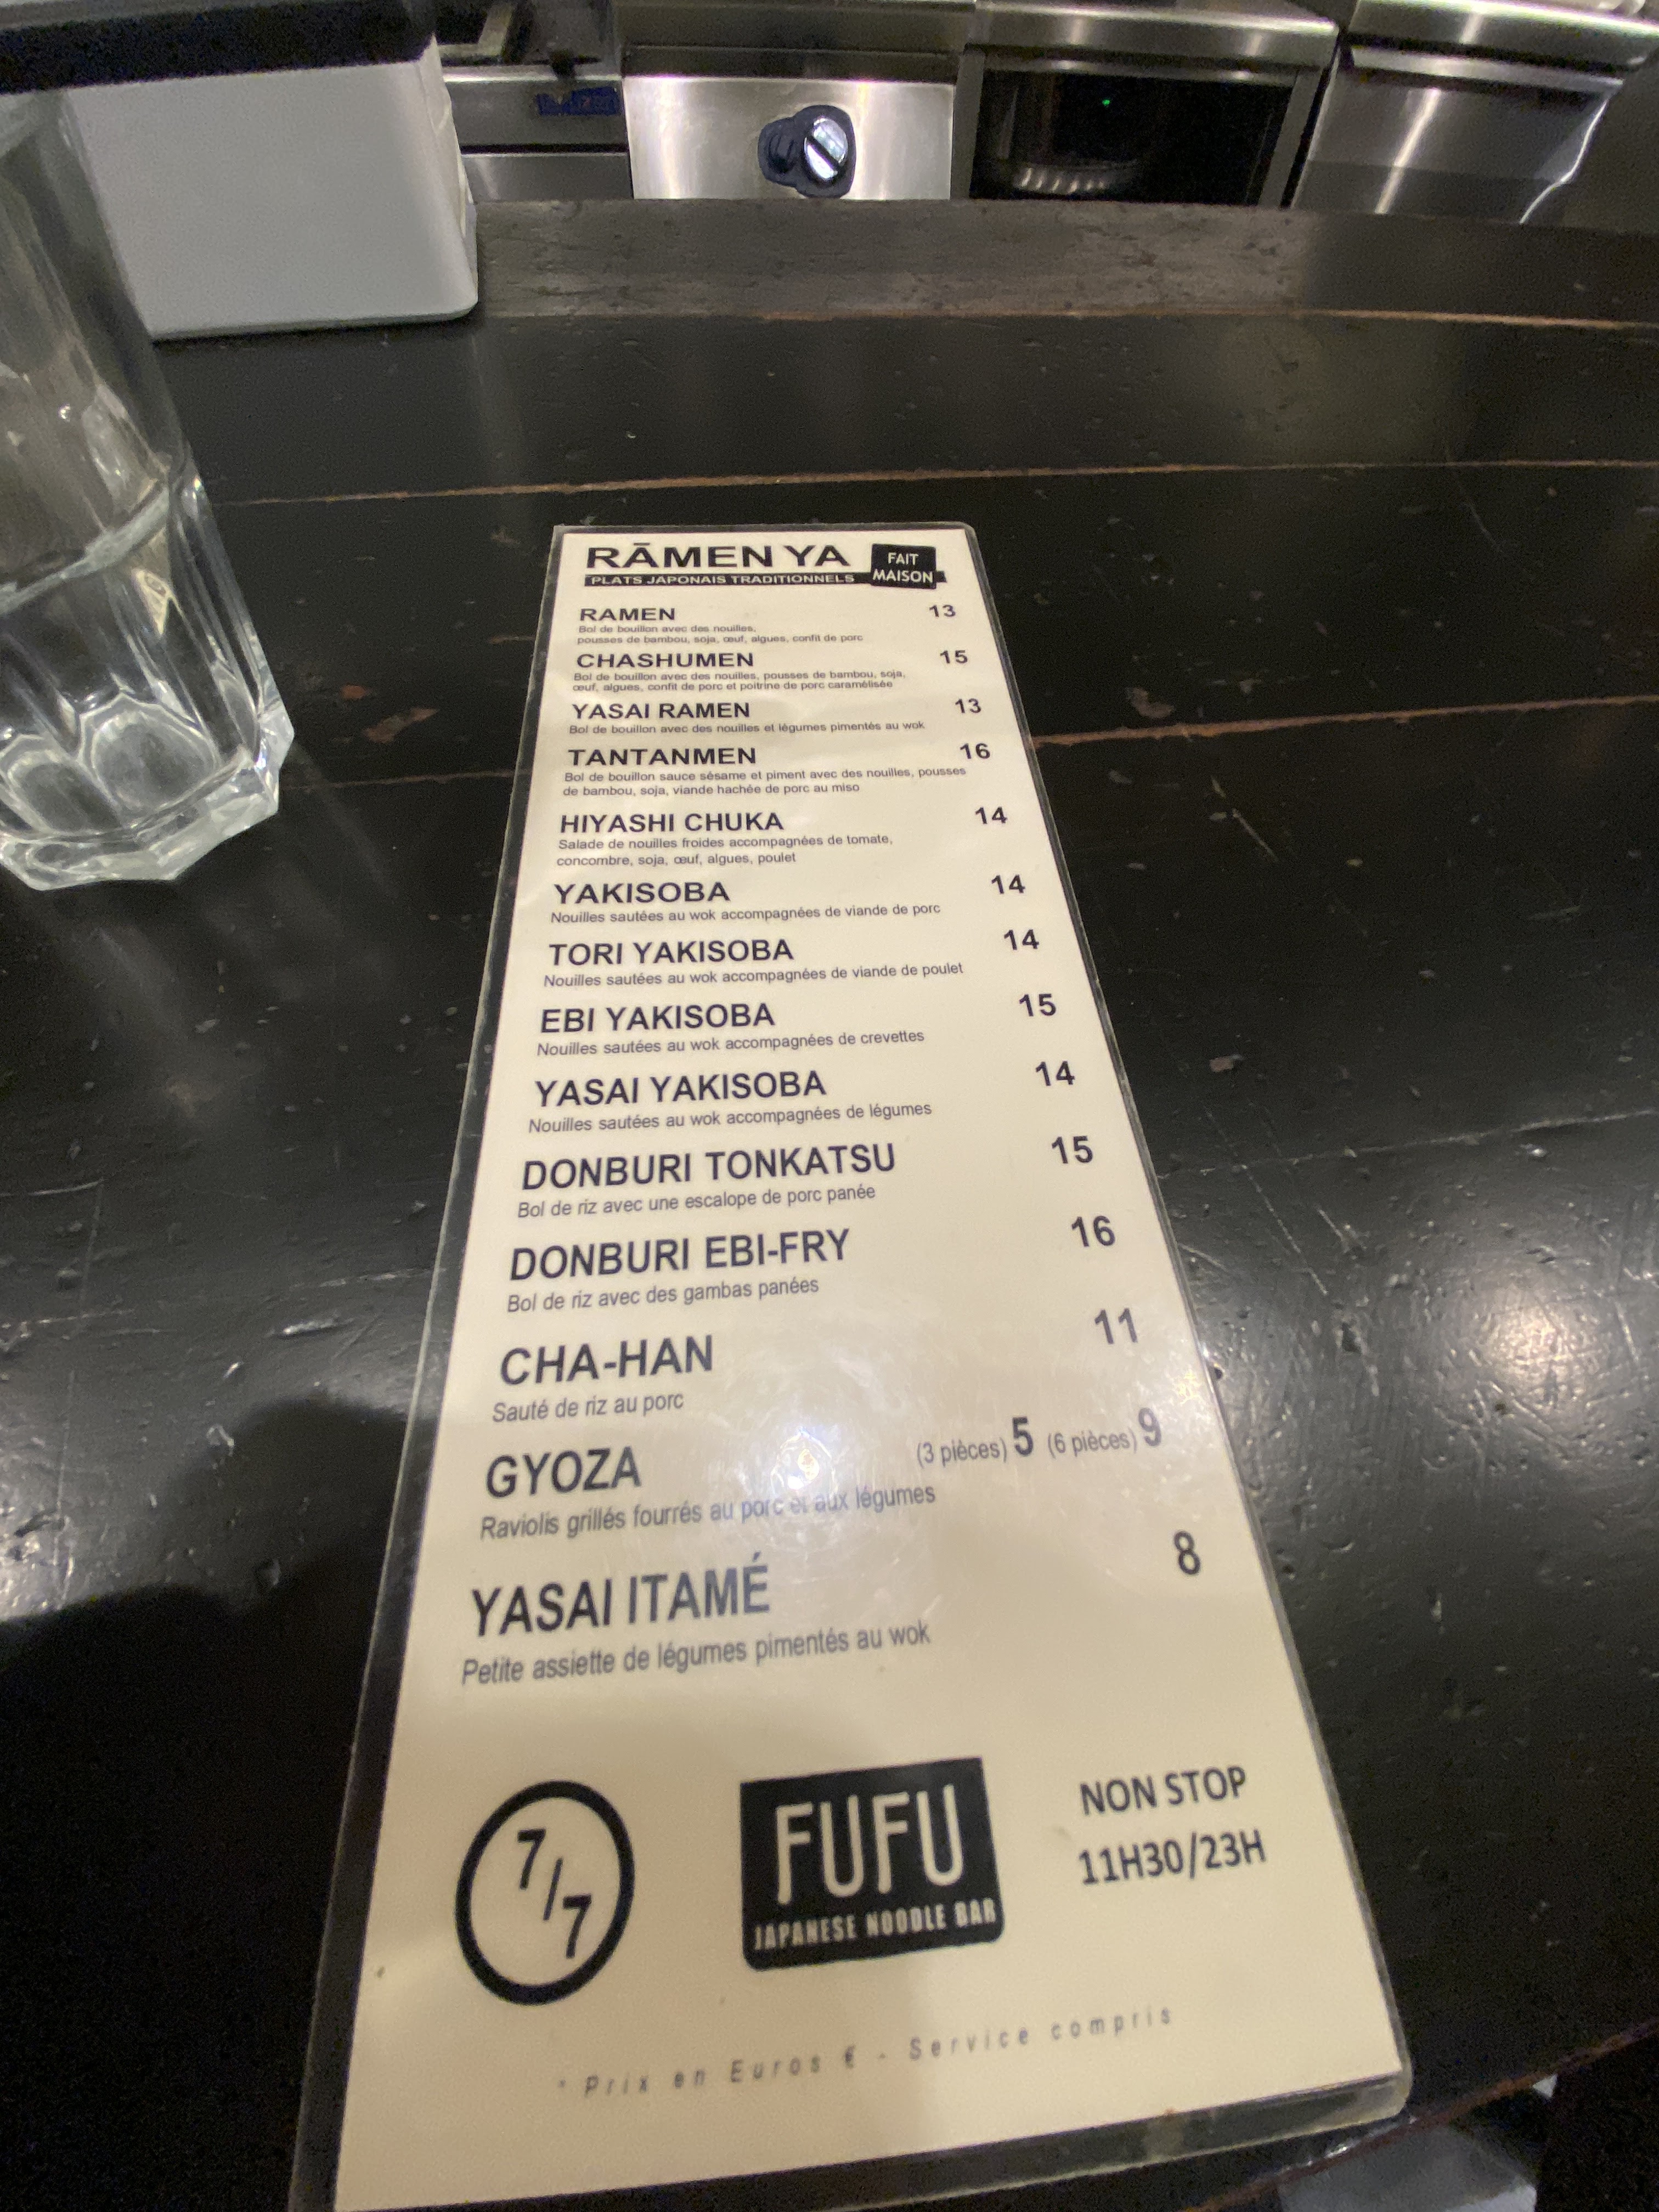 RĀMEN YA
FAIT
MAISON
PLATS JAPONAIS TRADITIONNELS
RAMEN 13
Bol de bouillon avec des nouilles,
pousses de bambou, soja, œuf, algues, confit de porc
CHASHUMEN 15
Bol de bouillon avec des nouilles, pousses de bambou, soja,
œuf, algues, confit de porc et poitrine de porc caramélisée
YASAI RAMEN 13
Bol de bouillon avec des nouilles et légumes pimentés au wok
TANTANMEN 16
Bol de bouillon sauce sésame et piment avec des nouilles, pousses
de bambou, soja, viande hachée de porc au miso
HIYASHI CHUKA 14
Salade de nouilles froides accompagnées de tomate,
concombre, soja, œuf, algues, poulet
YAKISOBA 14
Nouilles sautées au wok accompagnées de viande de porc
TORI YAKISOBA 14
Nouilles sautées au wok accompagnées de viande de poulet
EBI YAKISOBA 15
Nouilles sautées au wok accompagnées de crevettes
YASAI YAKISOBA 14
Nouilles sautées au wok accompagnées de légumes
DONBURI TONKATSU 15
Bol de riz avec une escalope de porc panée
DONBURI EBI-FRY 16
Bol de riz avec des gambas panées
CHA-HAN 11
Sauté de riz au porc
GYOZA (3 pièces) 5 (6 pièces) 9
Raviolis grillés fourrés au porc et aux légumes
YASAI ITAMÉ 8
Petite assiette de légumes pimentés au wok
7/7
FUFU
JAPANESE NOODLE BAR
NON STOP
11H30/23H
* Prix en Euros € - Service compris